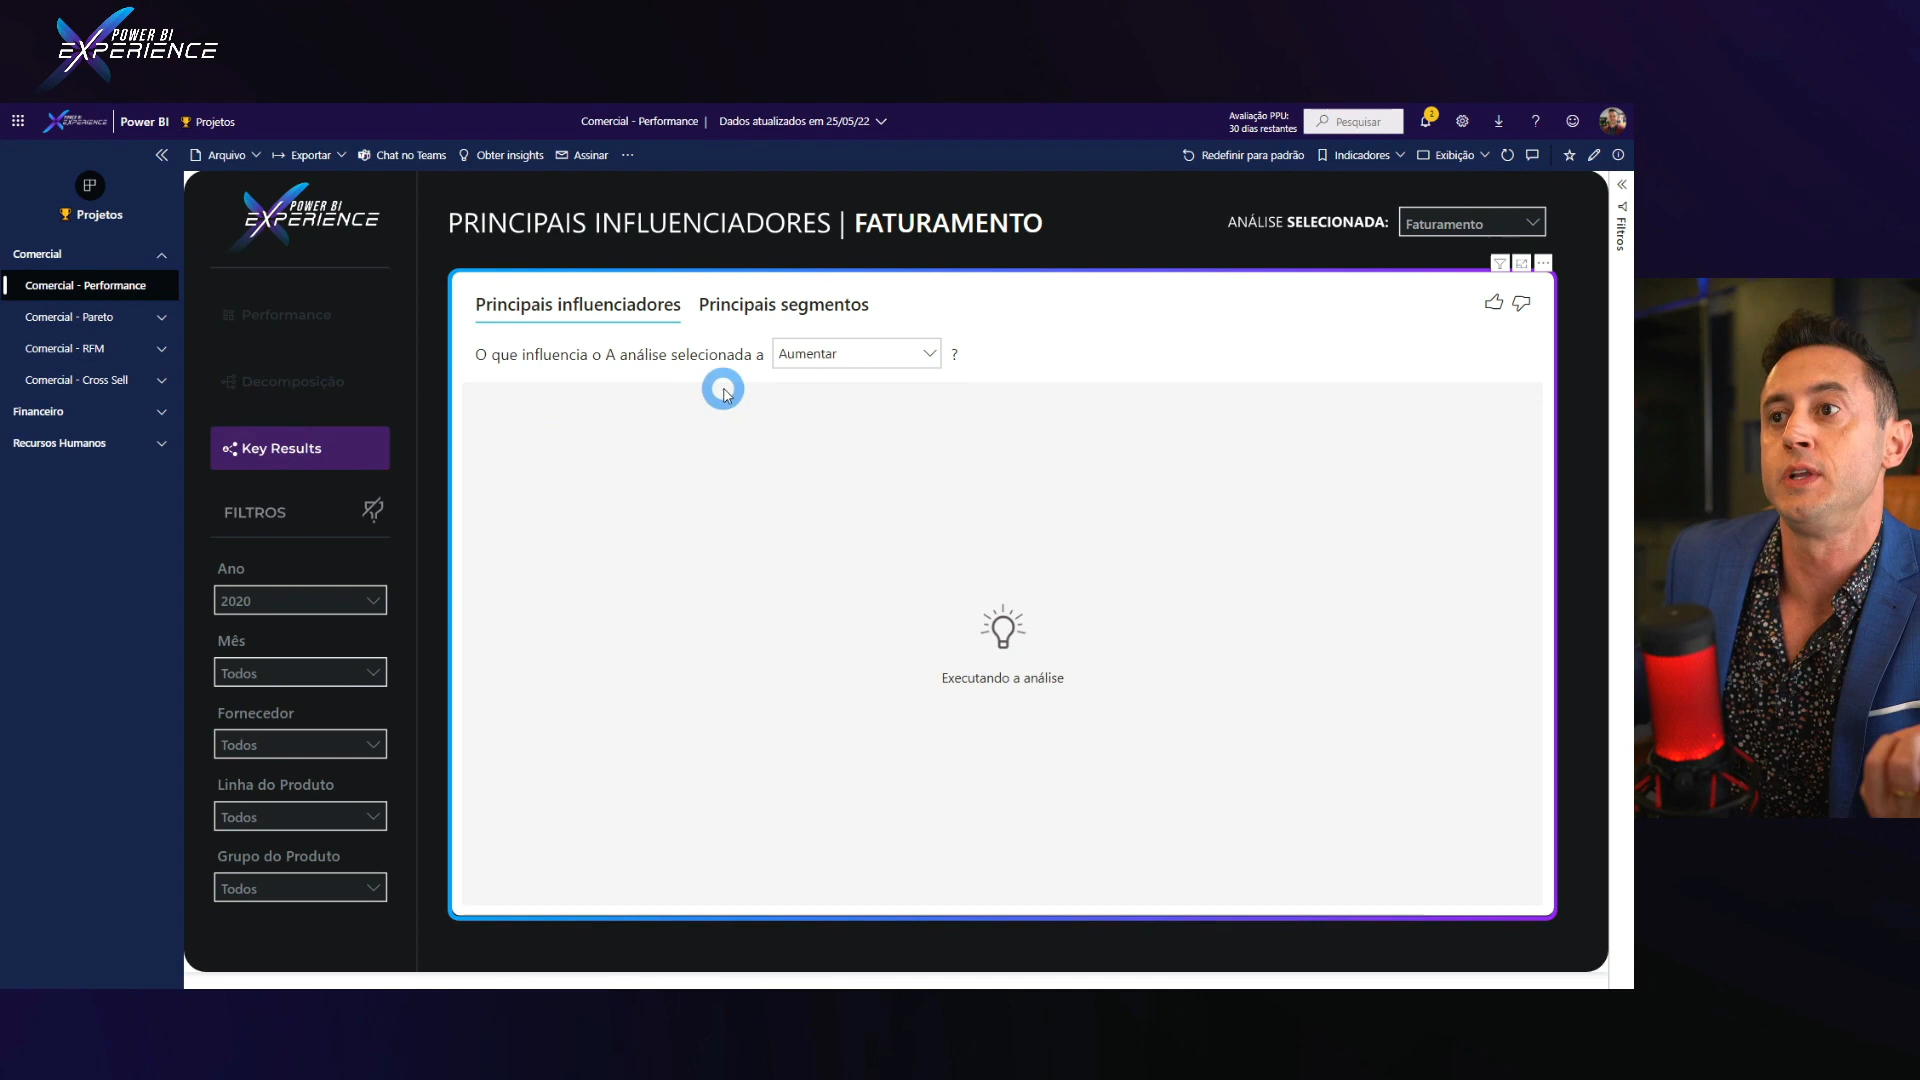 POWER BI
EXPERIENCE
EXPERIENCE
Power BI
Projetos
Comercial - Performance | Dados atualizados em 25/05/22
Avaliação PPU:
30 dias restantes
Pesquisar
2
?
Arquivo
Exportar
Chat no Teams
Obter insights
Assinar
...
Redefinir para padrão
Indicadores
Exibição
Projetos
Comercial
Comercial - Performance
Comercial - Pareto
Comercial - RFM
Comercial - Cross Sell
Financeiro
Recursos Humanos
POWER BI
EXPERIENCE
Performance
Decomposição
Key Results
FILTROS
Ano
2020
Mês
Todos
Fornecedor
Todos
Linha do Produto
Todos
Grupo do Produto
Todos
PRINCIPAIS INFLUENCIADORES | FATURAMENTO
ANÁLISE SELECIONADA:
Faturamento
Principais influenciadores
Principais segmentos
O que influencia o A análise selecionada a
Aumentar
?
Executando a análise
Filtros